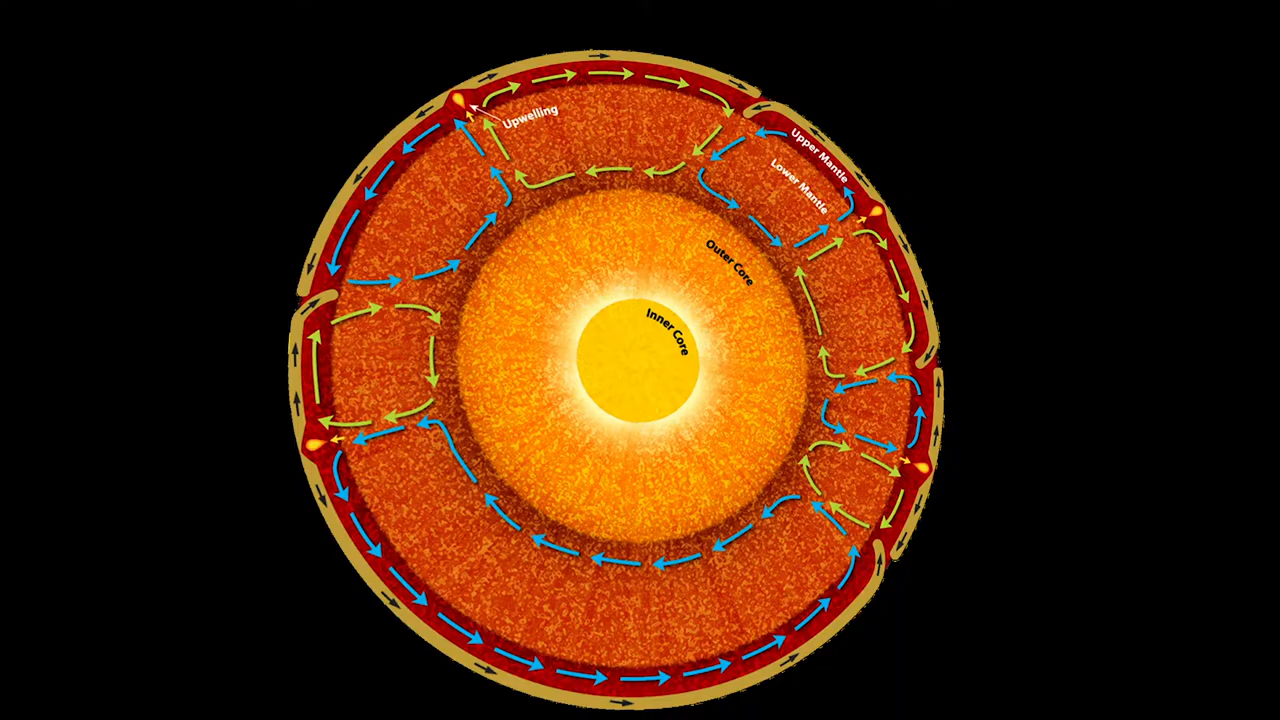 Upwelling
Upper Mantle
Lower Mantle
Outer Core
Inner Core